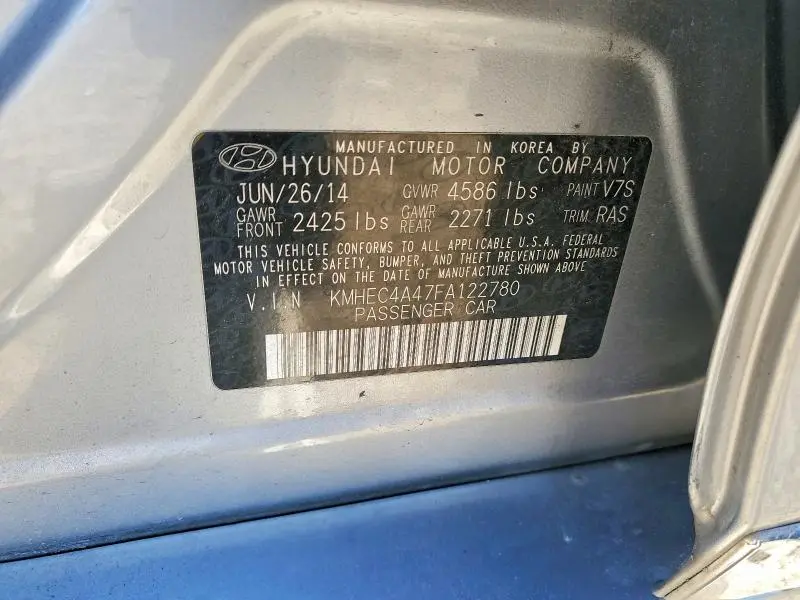 MANUFACTURED IN KOREA BY
HYUNDAI MOTOR COMPANY
JUN/26/14 GVWR 4586 lbs PAINT V7S
GAWR FRONT 2425 lbs GAWR REAR 2271 lbs TRIM RAS
THIS VEHICLE CONFORMS TO ALL APPLICABLE U.S.A. FEDERAL
MOTOR VEHICLE SAFETY, BUMPER, AND THEFT PREVENTION STANDARDS
IN EFFECT ON THE DATE OF MANUFACTURE SHOWN ABOVE
V.I.N KMHEC4A47FA122780
PASSENGER CAR